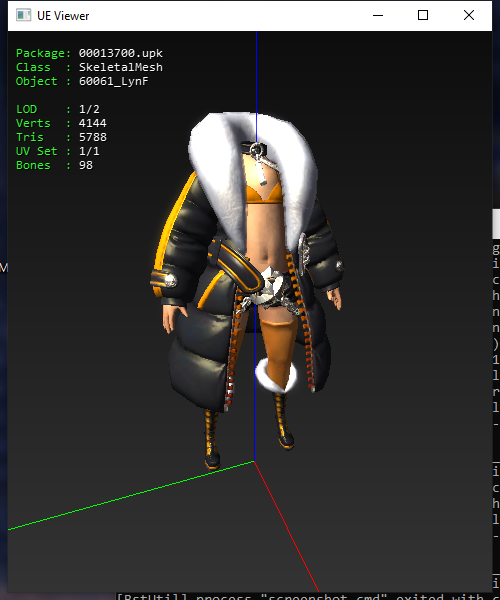 UE Viewer
Package: 00013700.upk
Class : SkeletalMesh
Object : 60061_LynF
LOD : 1/2
Verts : 4144
Tris : 5788
UV Set : 1/1
Bones : 98
M
g
i
c
h
n
n
)
1
l
r
l
-
i
c
h
l
-
i
[RstUtil] process "screenshot.cmd" exited with c